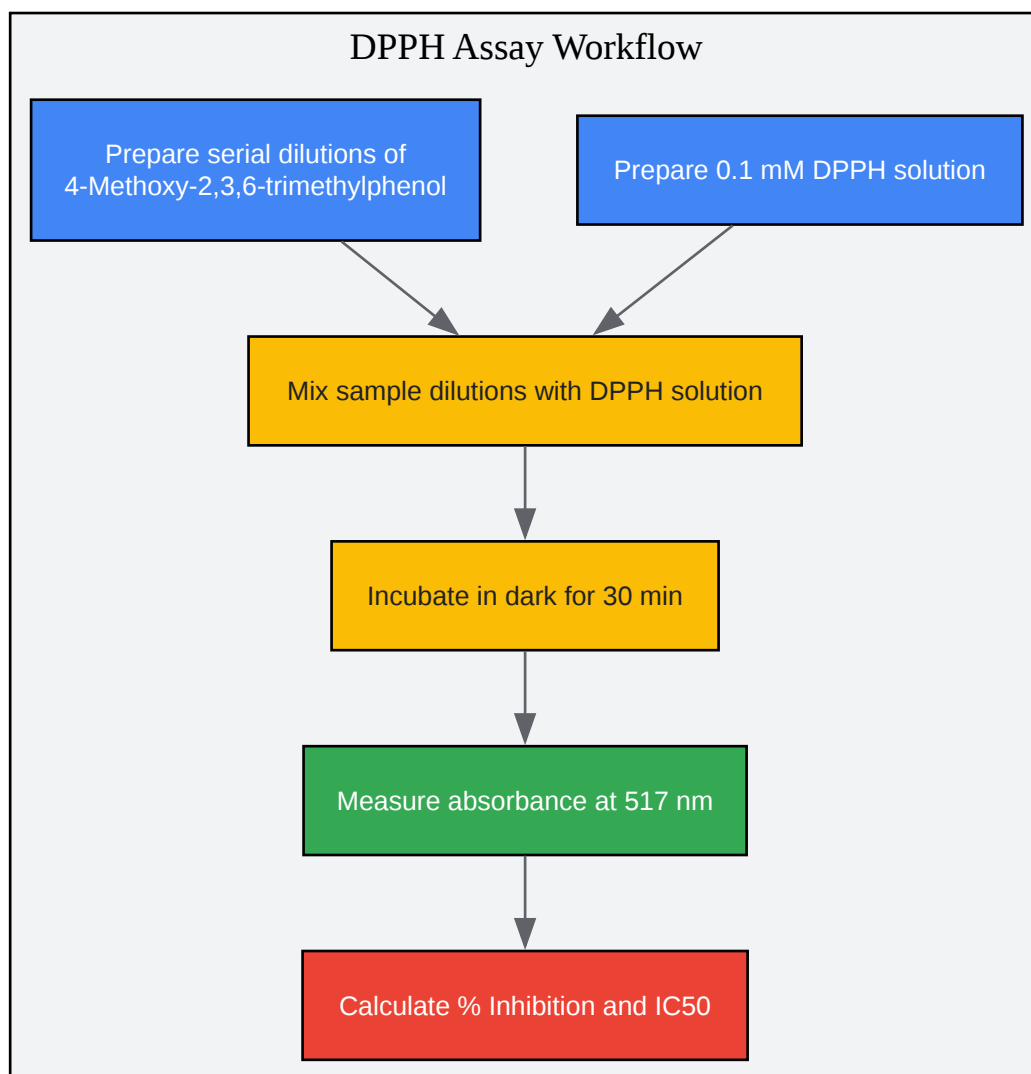 DPPH Assay Workflow
Prepare serial dilutions of
4-Methoxy-2,3,6-trimethylphenol
Prepare 0.1 mM DPPH solution
Mix sample dilutions with DPPH solution
Incubate in dark for 30 min
Measure absorbance at 517 nm
Calculate % Inhibition and IC50